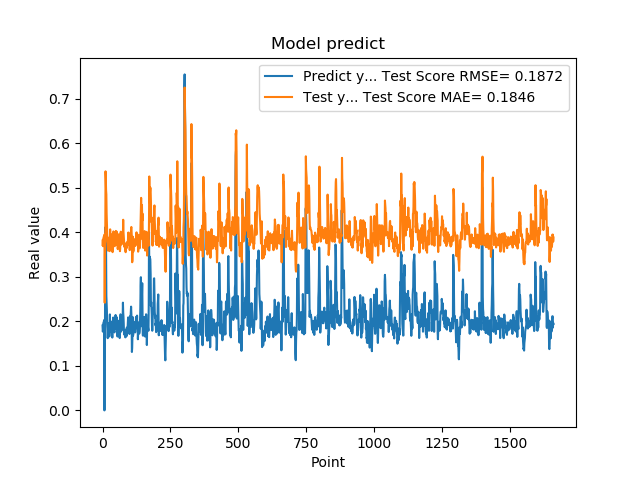 Model predict
Predict y... Test Score RMSE= 0.1872
Test y... Test Score MAE= 0.1846
Real value
0.7
0.6
0.5
0.4
0.3
0.2
0.1
0.0
0 250 500 750 1000 1250 1500
Point